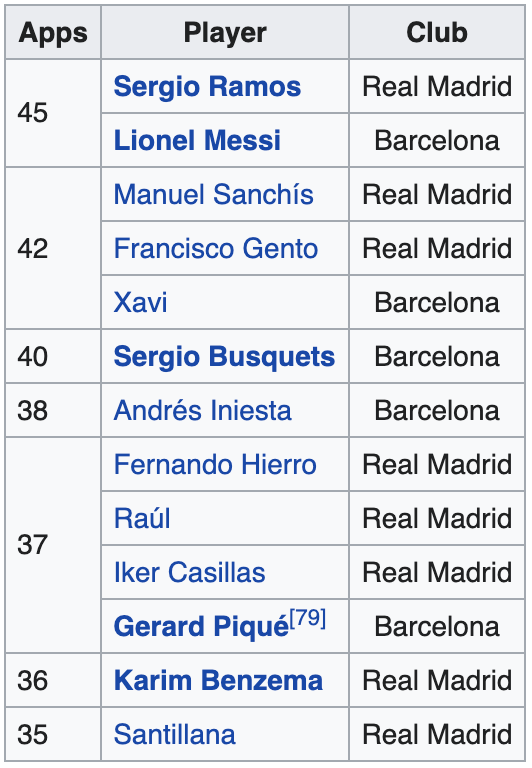 Apps Player Club
45 Sergio Ramos Real Madrid
Lionel Messi Barcelona
42 Manuel Sanchís Real Madrid
Francisco Gento Real Madrid
Xavi Barcelona
40 Sergio Busquets Barcelona
38 Andrés Iniesta Barcelona
37 Fernando Hierro Real Madrid
Raúl Real Madrid
Iker Casillas Real Madrid
Gerard Piqué[79] Barcelona
36 Karim Benzema Real Madrid
35 Santillana Real Madrid